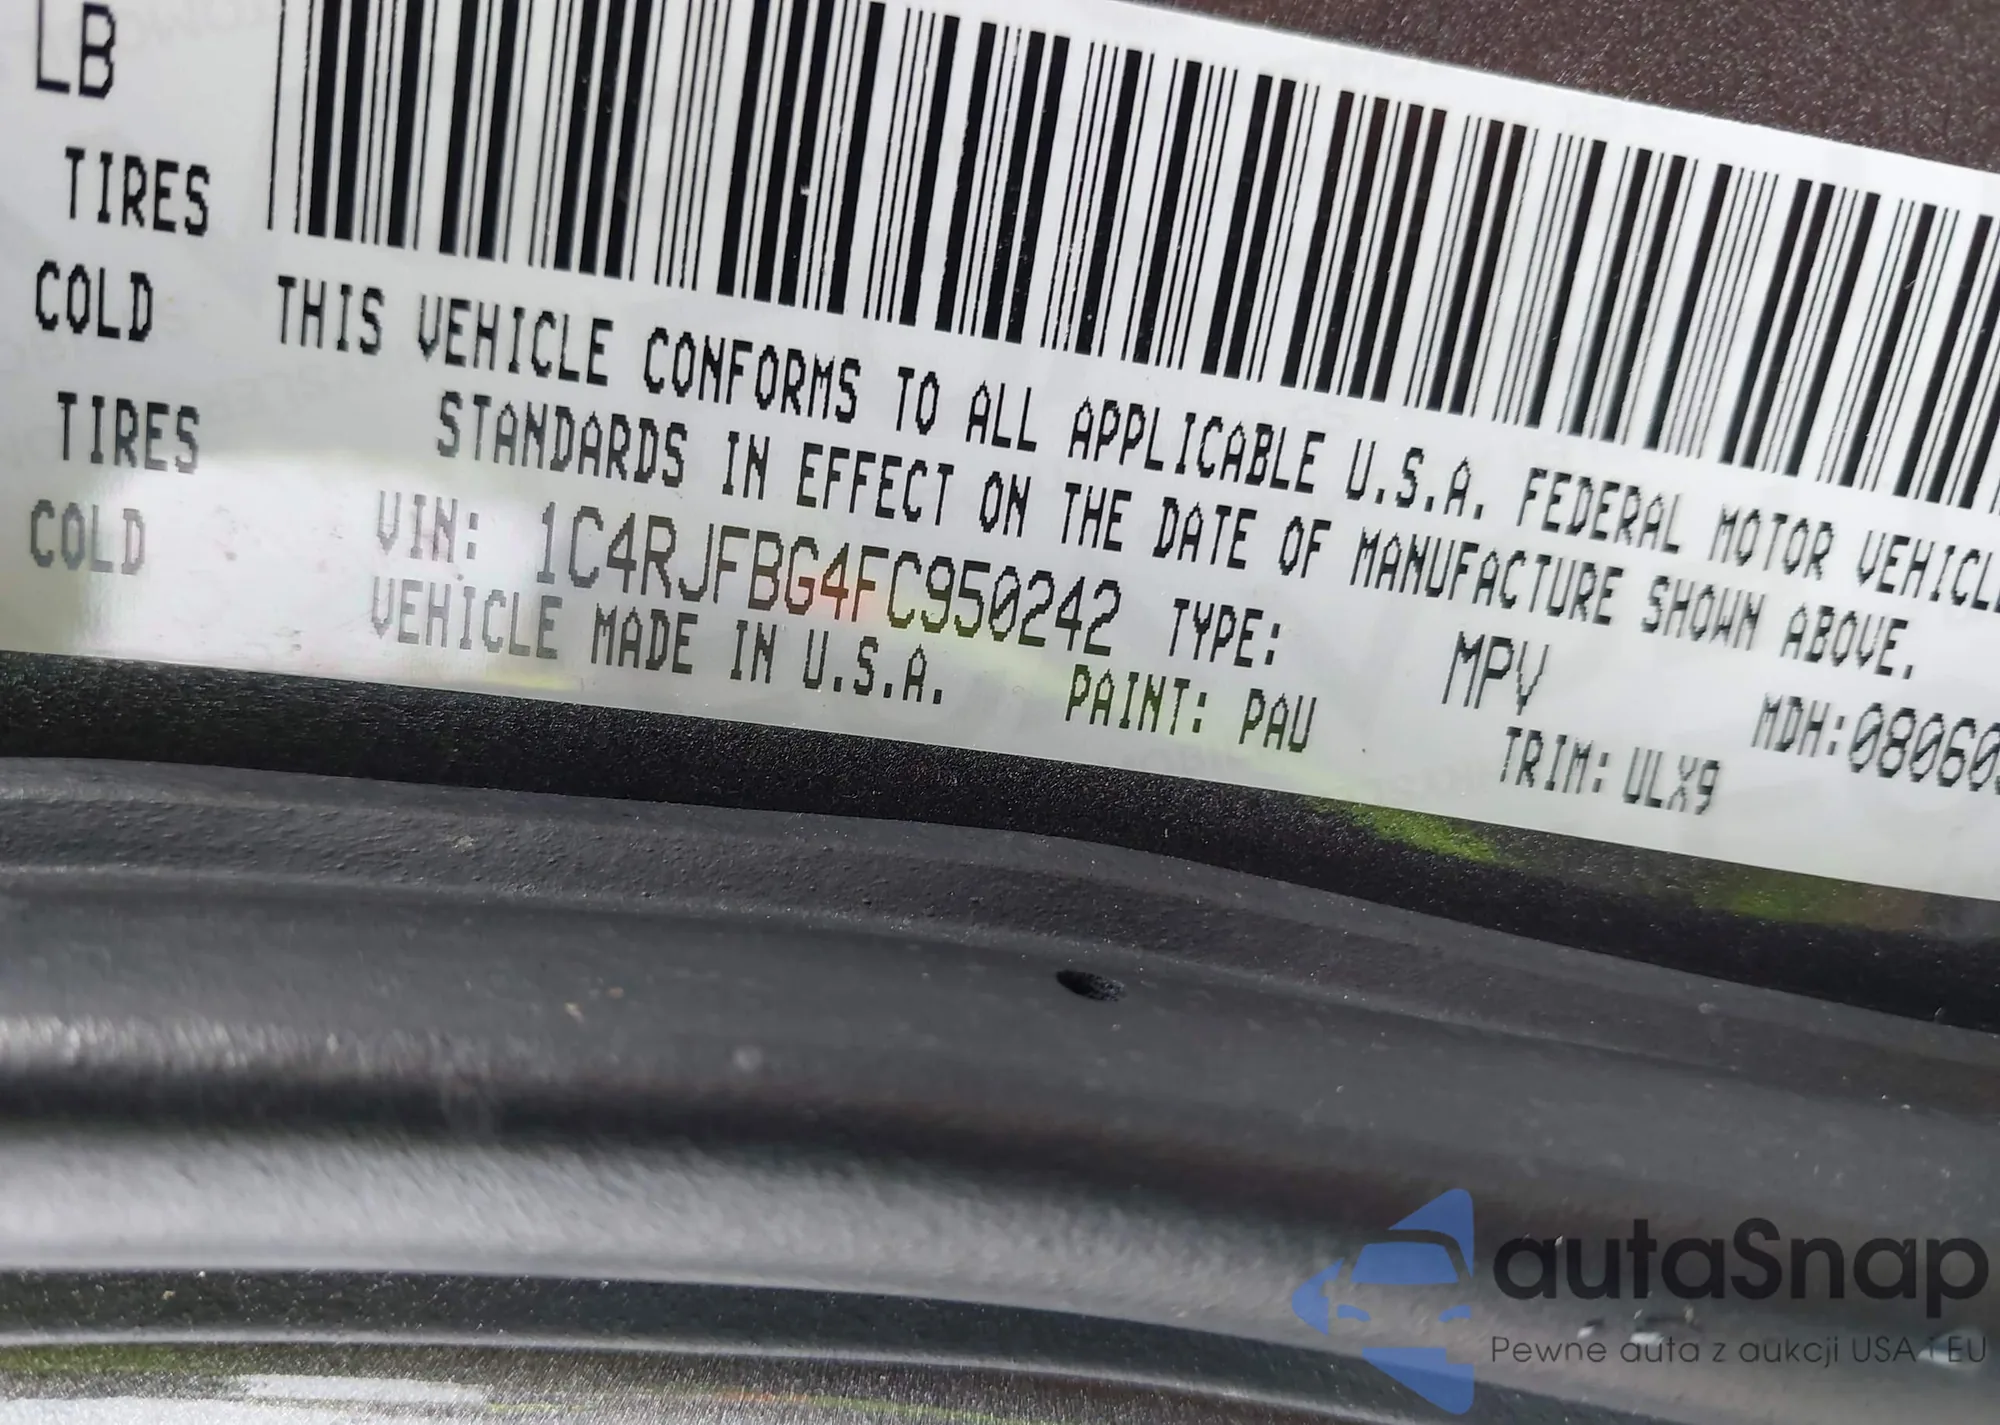 LB
TIRES
COLD
TIRES
COLD
THIS VEHICLE CONFORMS TO ALL APPLICABLE U.S.A. FEDERAL MOTOR VEHICLE
STANDARDS IN EFFECT ON THE DATE OF MANUFACTURE SHOWN ABOVE.
VIN: 1C4RJFBG4FC950242 TYPE: MPV MDH:08060
VEHICLE MADE IN U.S.A. PAINT: PAU TRIM: ULX9
autaSnap
Pewne auta z aukcji USA i EU